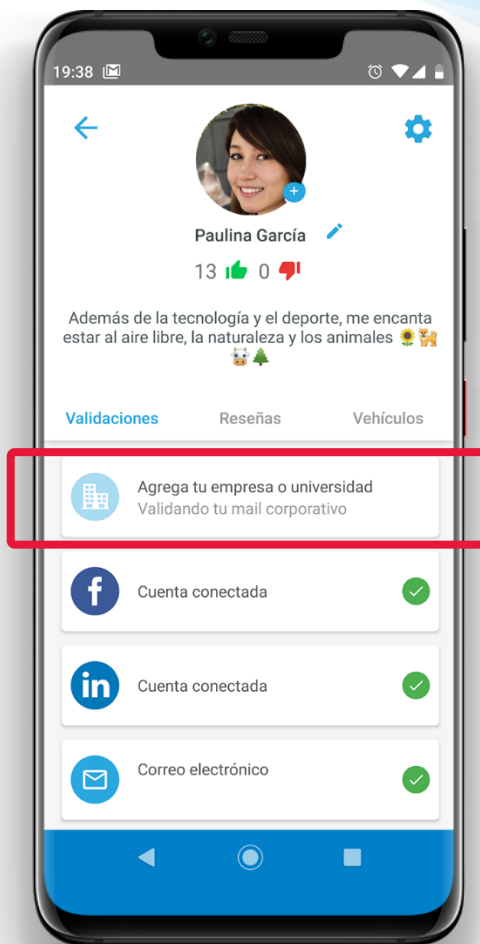 19:38
Paulina García
13 0
Además de la tecnología y el deporte, me encanta
estar al aire libre, la naturaleza y los animales 🌻🐕
🐮🌲
Validaciones Reseñas Vehículos
Agrega tu empresa o universidad
Validando tu mail corporativo
f Cuenta conectada
in Cuenta conectada
Correo electrónico